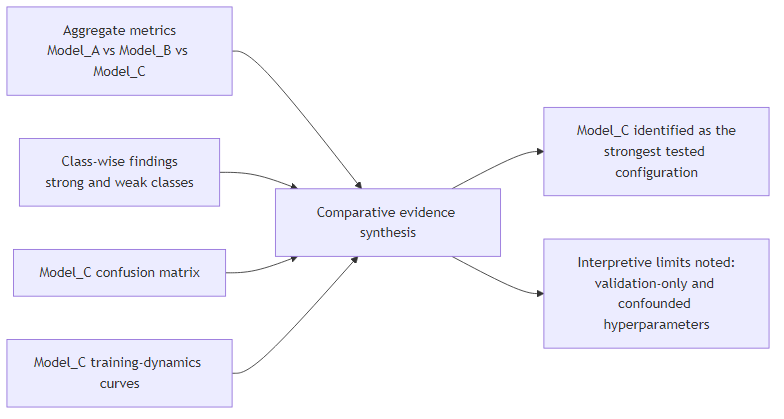 Aggregate metrics
Model_A vs Model_B vs
Model_C
Class-wise findings
strong and weak classes
Model_C confusion matrix
Model_C training-dynamics
curves
Comparative evidence
synthesis
Model_C identified as the
strongest tested
configuration
Interpretive limits noted:
validation-only and
confounded
hyperparameters